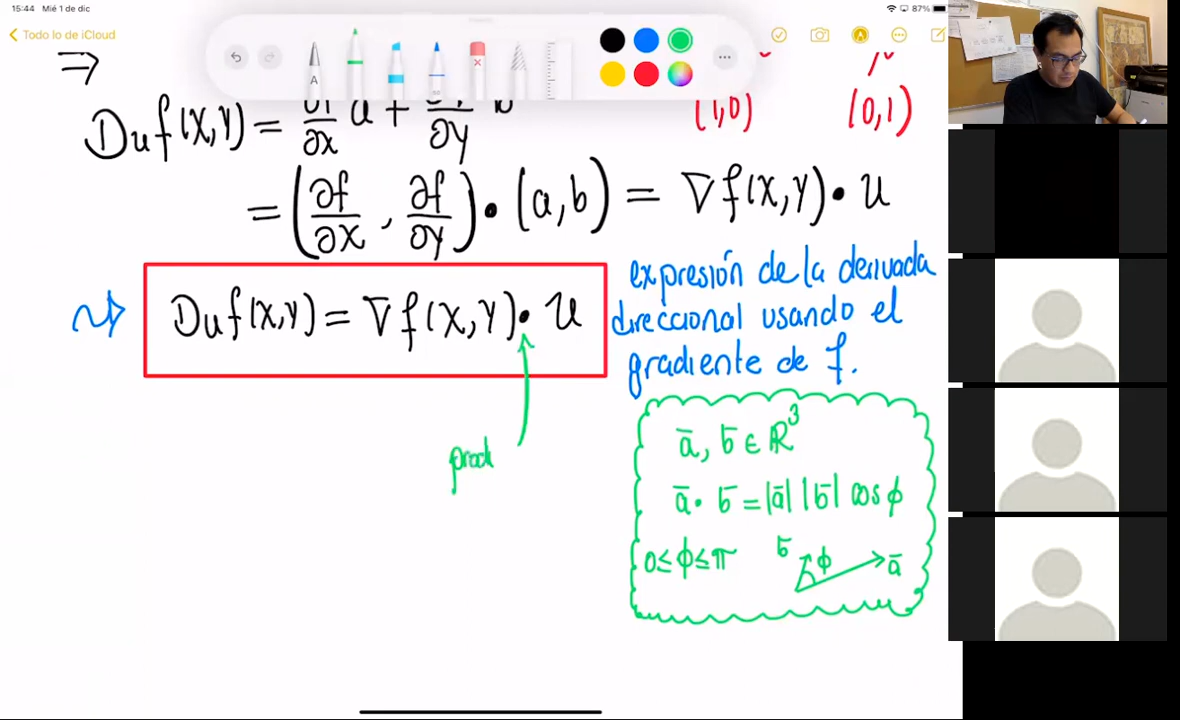 15:44 Mié 1 de dic
87%
Todo lo de iCloud
A
⇒
Duf(x,y) = ∂f/∂x a + ∂f/∂y b
(1,0) (0,1)
= (∂f/∂x, ∂f/∂y) • (a,b) = ∇f(x,y) • u
Duf(x,y) = ∇f(x,y) • u
expresión de la derivada
direccional usando el
gradiente de f.
prod
a̅, b̅ ∈ ℝ³
a̅ • b̅ = |a̅| |b̅| cos ϕ
0 ≤ ϕ ≤ π
b̅ ϕ a̅